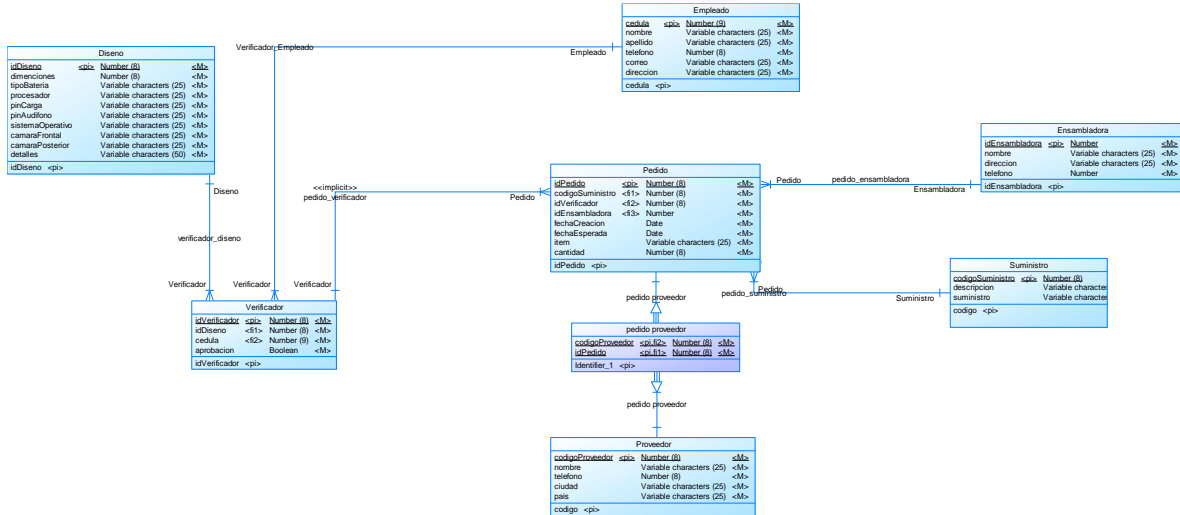 Empleado
cedula <pi> Number (9) <M>
nombre Variable characters (25) <M>
apellido Variable characters (25) <M>
telefono Number (8) <M>
correo Variable characters (25) <M>
direccion Variable characters (25) <M>
cedula <pi>
Verificador_Empleado
Empleado
Diseno
idDiseno <pi> Number (8) <M>
dimenciones Number (8) <M>
tipoBateria Variable characters (25) <M>
procesador Variable characters (25) <M>
pinCarga Variable characters (25) <M>
pinAudifono Variable characters (25) <M>
sistemaOperativo Variable characters (25) <M>
camaraFrontal Variable characters (25) <M>
camaraPosterior Variable characters (25) <M>
detalles Variable characters (50) <M>
idDiseno <pi>
Diseno
verificador_diseno
Verificador
Verificador
Verificador
<<implicit>>
pedido_verificador
Pedido
Ensambladora
idEnsambladora <pi> Number <M>
nombre Variable characters (25) <M>
direccion Variable characters (25) <M>
telefono Number <M>
idEnsambladora <pi>
Pedido
pedido_ensambladora
Ensambladora
Pedido
idPedido <pi> Number (8) <M>
codigoSuministro <fi1> Number (8) <M>
idVerificador <fi2> Number (8) <M>
idEnsambladora <fi3> Number <M>
fechaCreacion Date <M>
fechaEsperada Date <M>
item Variable characters (25) <M>
cantidad Number (8) <M>
idPedido <pi>
Pedido
pedido_suministro
Suministro
Suministro
codigoSuministro <pi> Number (8)
descripcion Variable character
suministro Variable character
codigo <pi>
Verificador
idVerificador <pi> Number (8) <M>
idDiseno <fi1> Number (8) <M>
cedula <fi2> Number (9) <M>
aprobacion Boolean <M>
idVerificador <pi>
pedido proveedor
pedido proveedor
codigoProveedor <pi,fi2> Number (8) <M>
idPedido <pi,fi1> Number (8) <M>
Identifier_1 <pi>
pedido proveedor
Proveedor
codigoProveedor <pi> Number (8) <M>
nombre Variable characters (25) <M>
telefono Number (8) <M>
ciudad Variable characters (25) <M>
pais Variable characters (25) <M>
codigo <pi>